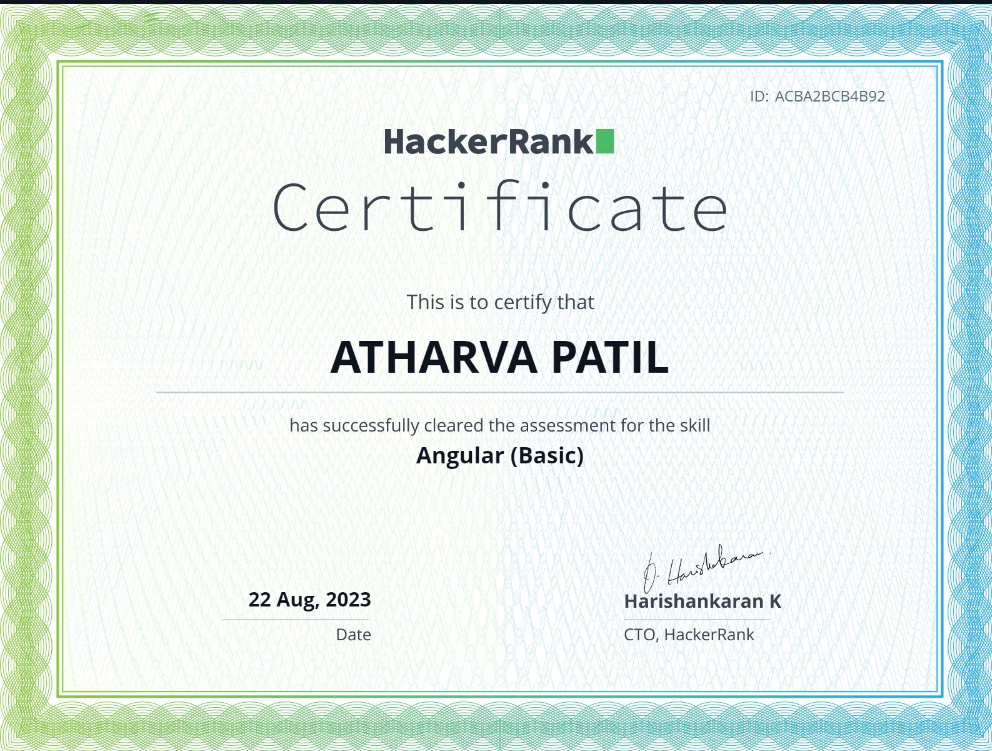 ID: ACBA2BCB4B92
HackerRank
Certificate
This is to certify that
ATHARVA PATIL
has successfully cleared the assessment for the skill
Angular (Basic)
22 Aug, 2023
Date
H. Harishankaran
Harishankaran K
CTO, HackerRank